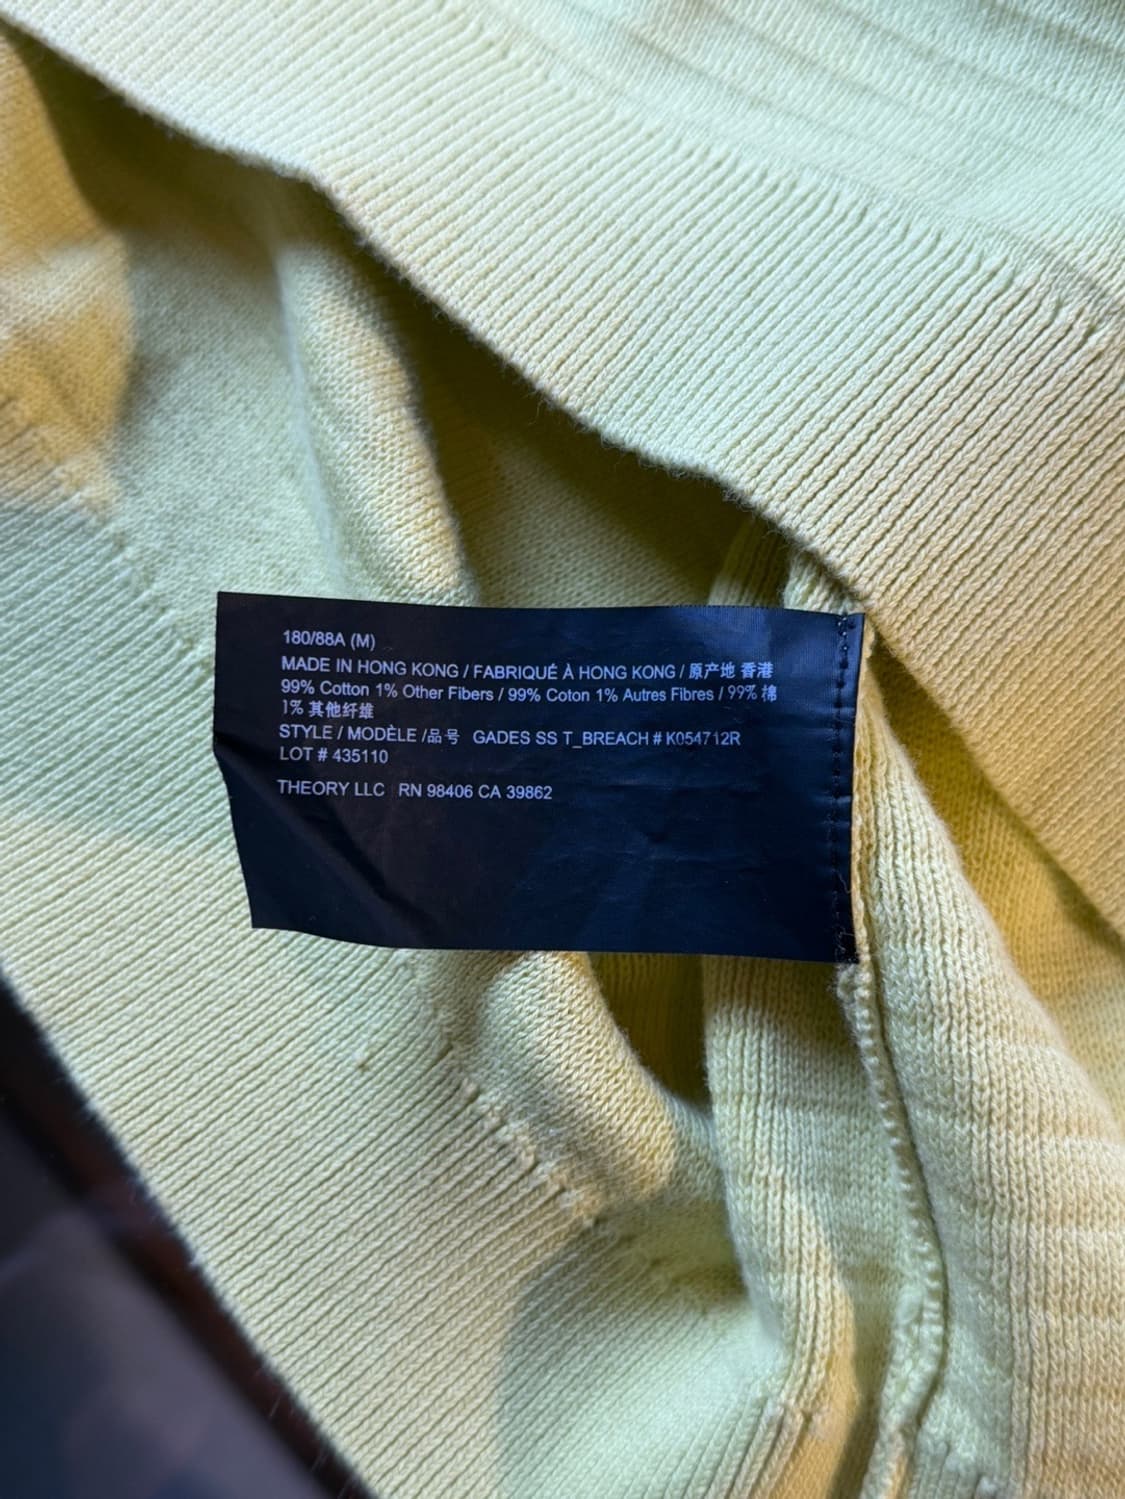 180/88A (M)
MADE IN HONG KONG / FABRIQUÉ À HONG KONG / 原产地 香港
99% Cotton 1% Other Fibers / 99% Coton 1% Autres Fibres / 99% 棉
1% 其他纤维
STYLE / MODÈLE /品号 GADES SS T_BREACH # K054712R
LOT # 435110
THEORY LLC RN 98406 CA 39862